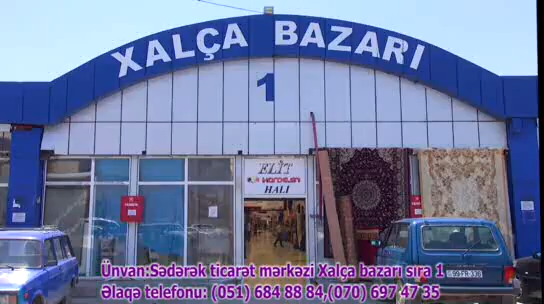 XALÇA BAZARI
1
ELİT
HALI
Ünvan:Sədərək ticarət mərkəzi Xalça bazarı sıra 1
Əlaqə telefonu: (051) 684 88 84,(070) 697 47 35